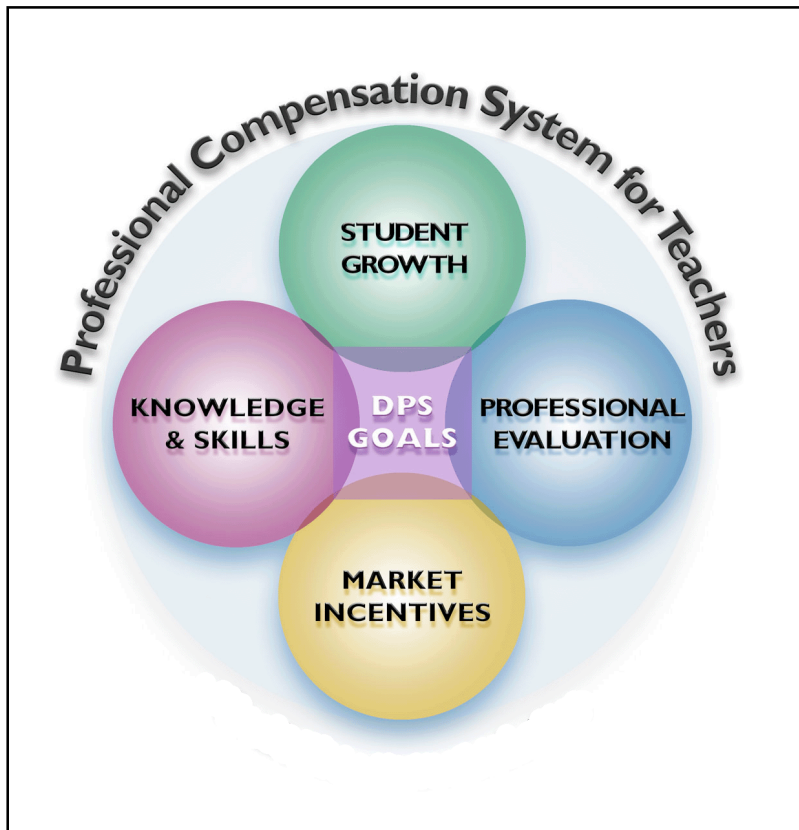 Professional Compensation System for Teachers
STUDENT
GROWTH
KNOWLEDGE
& SKILLS
DPS
GOALS
PROFESSIONAL
EVALUATION
MARKET
INCENTIVES